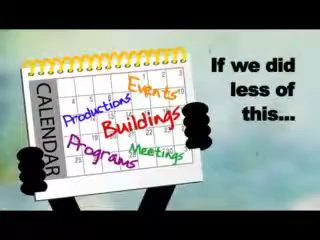 If we did
less of
this...
CALENDAR
Events
Productions
Buildings
Programs
Meetings